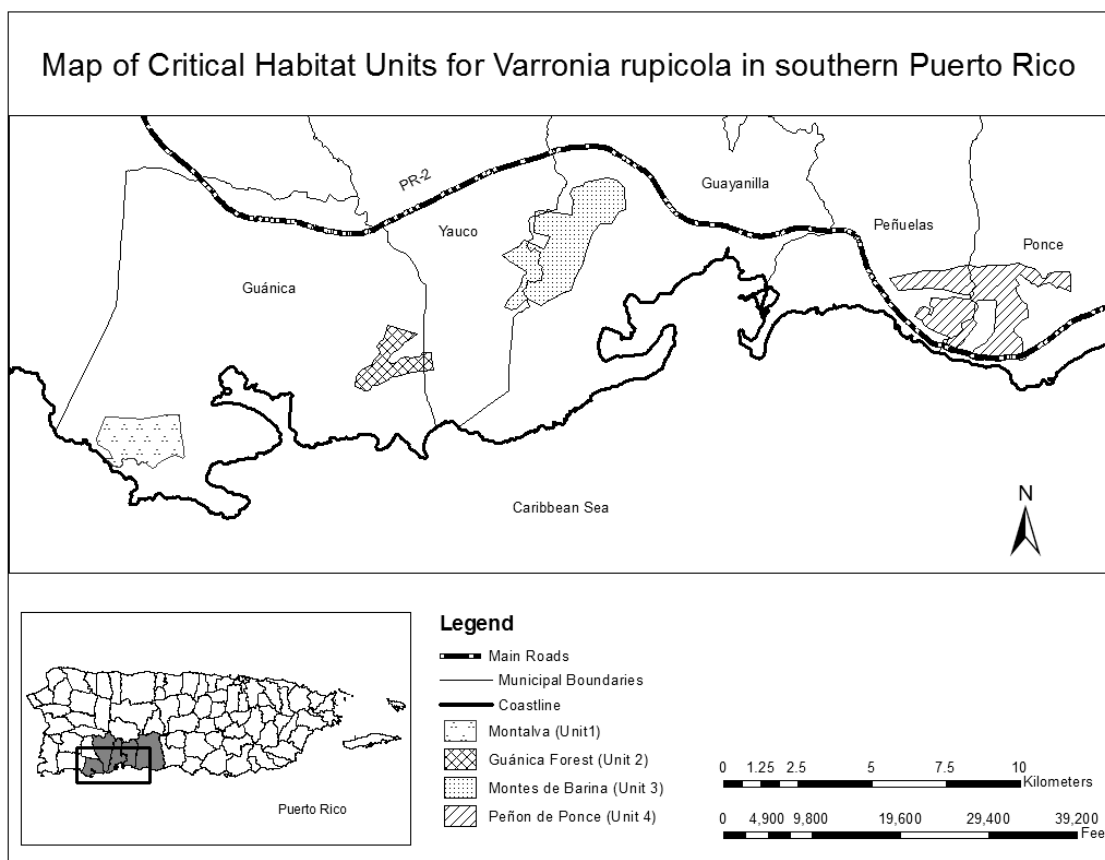 Map of Critical Habitat Units for Varronia rupicola in southern Puerto Rico
PR-2
Guayanilla
Yauco
Peñuelas
Ponce
Guánica
Caribbean Sea
N
Legend
Main Roads
Municipal Boundaries
Coastline
Montalva (Unit1)
Guánica Forest (Unit 2)
Montes de Barina (Unit 3)
Peñon de Ponce (Unit 4)
Puerto Rico
0 1.25 2.5 5 7.5 10
Kilometers
0 4,900 9,800 19,600 29,400 39,200
Fee